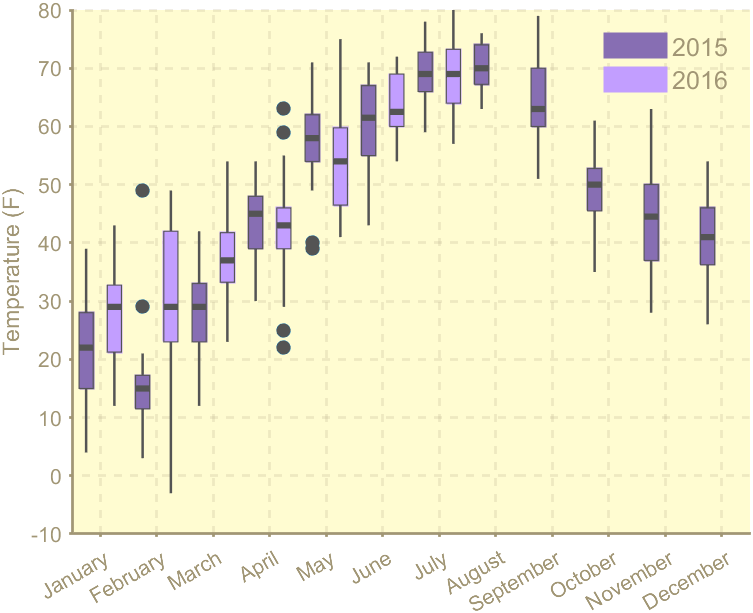 80
70
60
50
40
30
20
10
0
-10
Temperature (F)
2015
2016
January
February
March
April
May
June
July
August
September
October
November
December